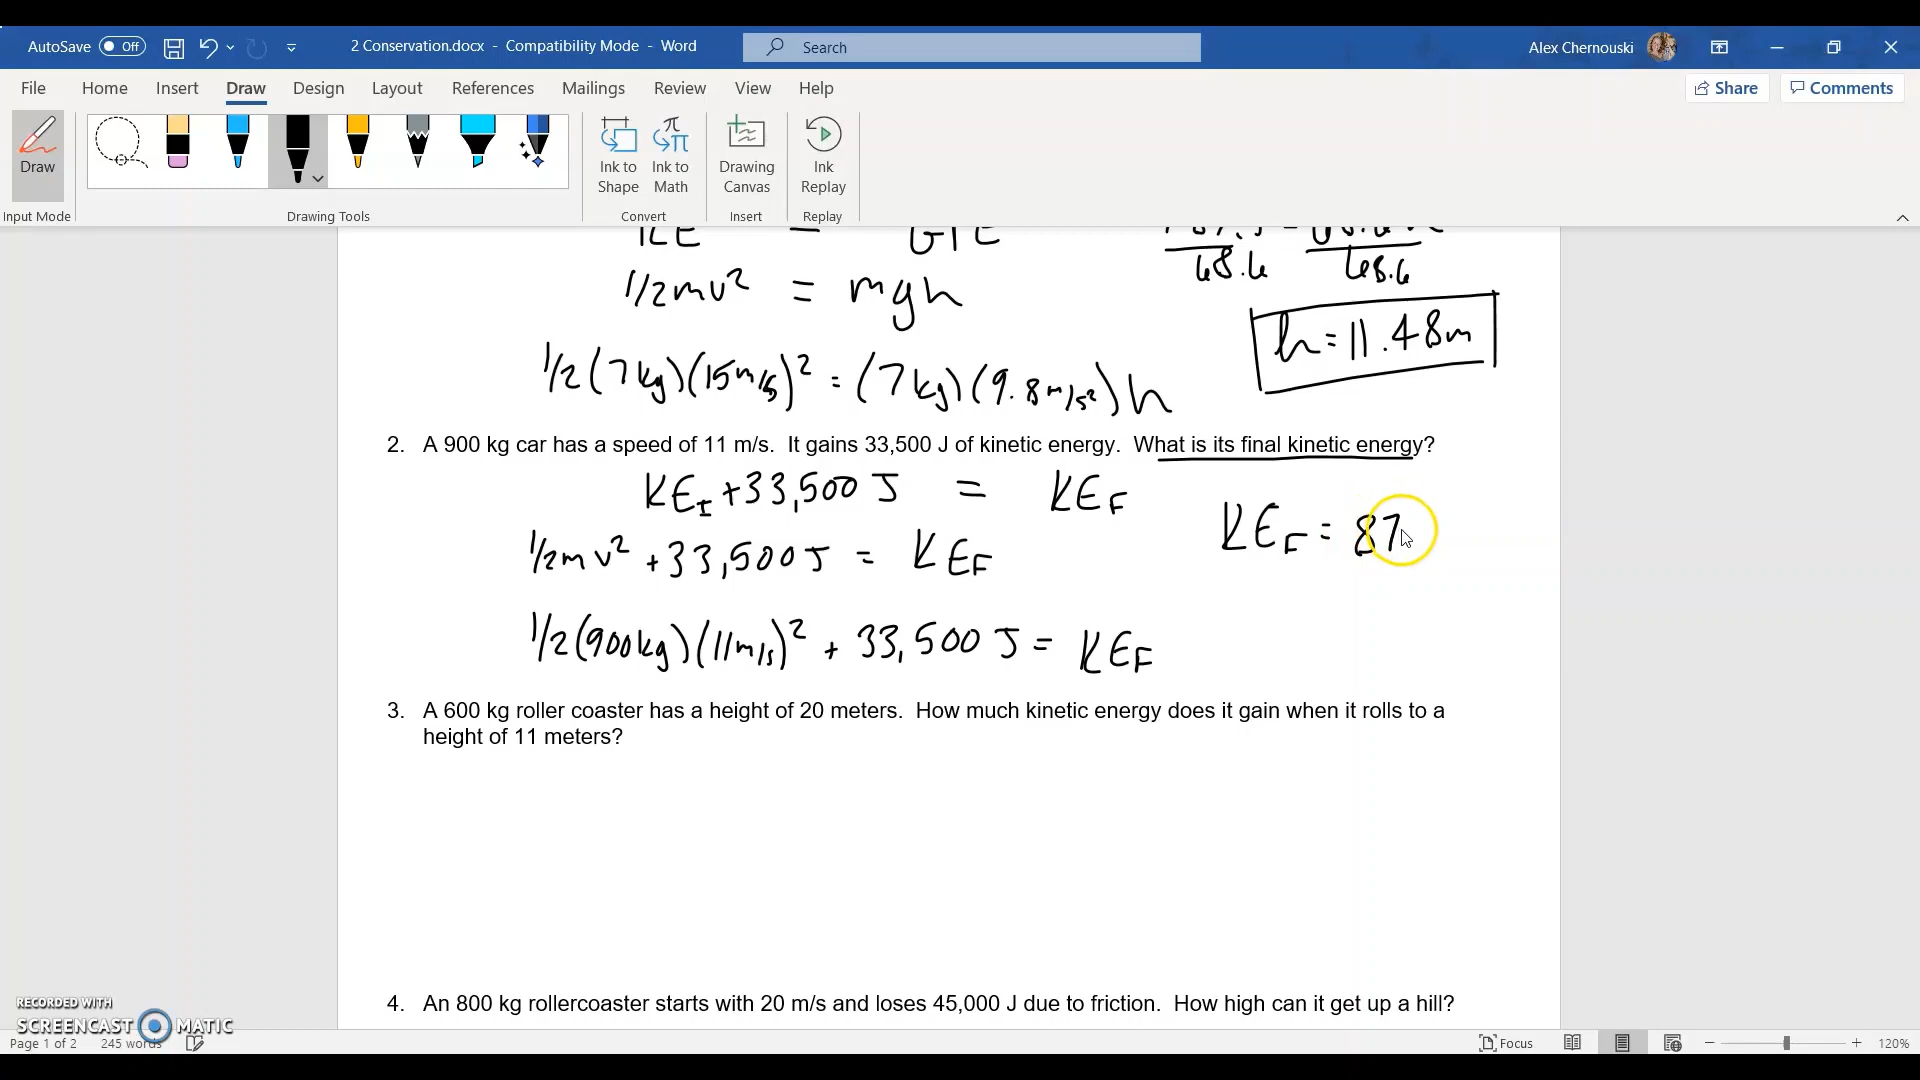 AutoSave Off 2 Conservation.docx - Compatibility Mode - Word Search Alex Chernouski
File Home Insert Draw Design Layout References Mailings Review View Help Share Comments
Draw Ink to Shape Ink to Math Drawing Canvas Ink Replay
Input Mode Drawing Tools Convert Insert Replay
KE = GPE
68.6 68.6
1/2mv² = mgh
h=11.48m
1/2(7kg)(15m/s)² = (7kg)(9.8m/s²)h
2. A 900 kg car has a speed of 11 m/s. It gains 33,500 J of kinetic energy. What is its final kinetic energy?
KE_I + 33,500 J = KE_F
KE_F = 87
1/2mv² + 33,500J = KE_F
1/2(900kg)(11m/s)² + 33,500 J = KE_F
3. A 600 kg roller coaster has a height of 20 meters. How much kinetic energy does it gain when it rolls to a
height of 11 meters?
4. An 800 kg rollercoaster starts with 20 m/s and loses 45,000 J due to friction. How high can it get up a hill?
RECORDED WITH
SCREENCAST MATIC
Page 1 of 2 245 words Focus 120%